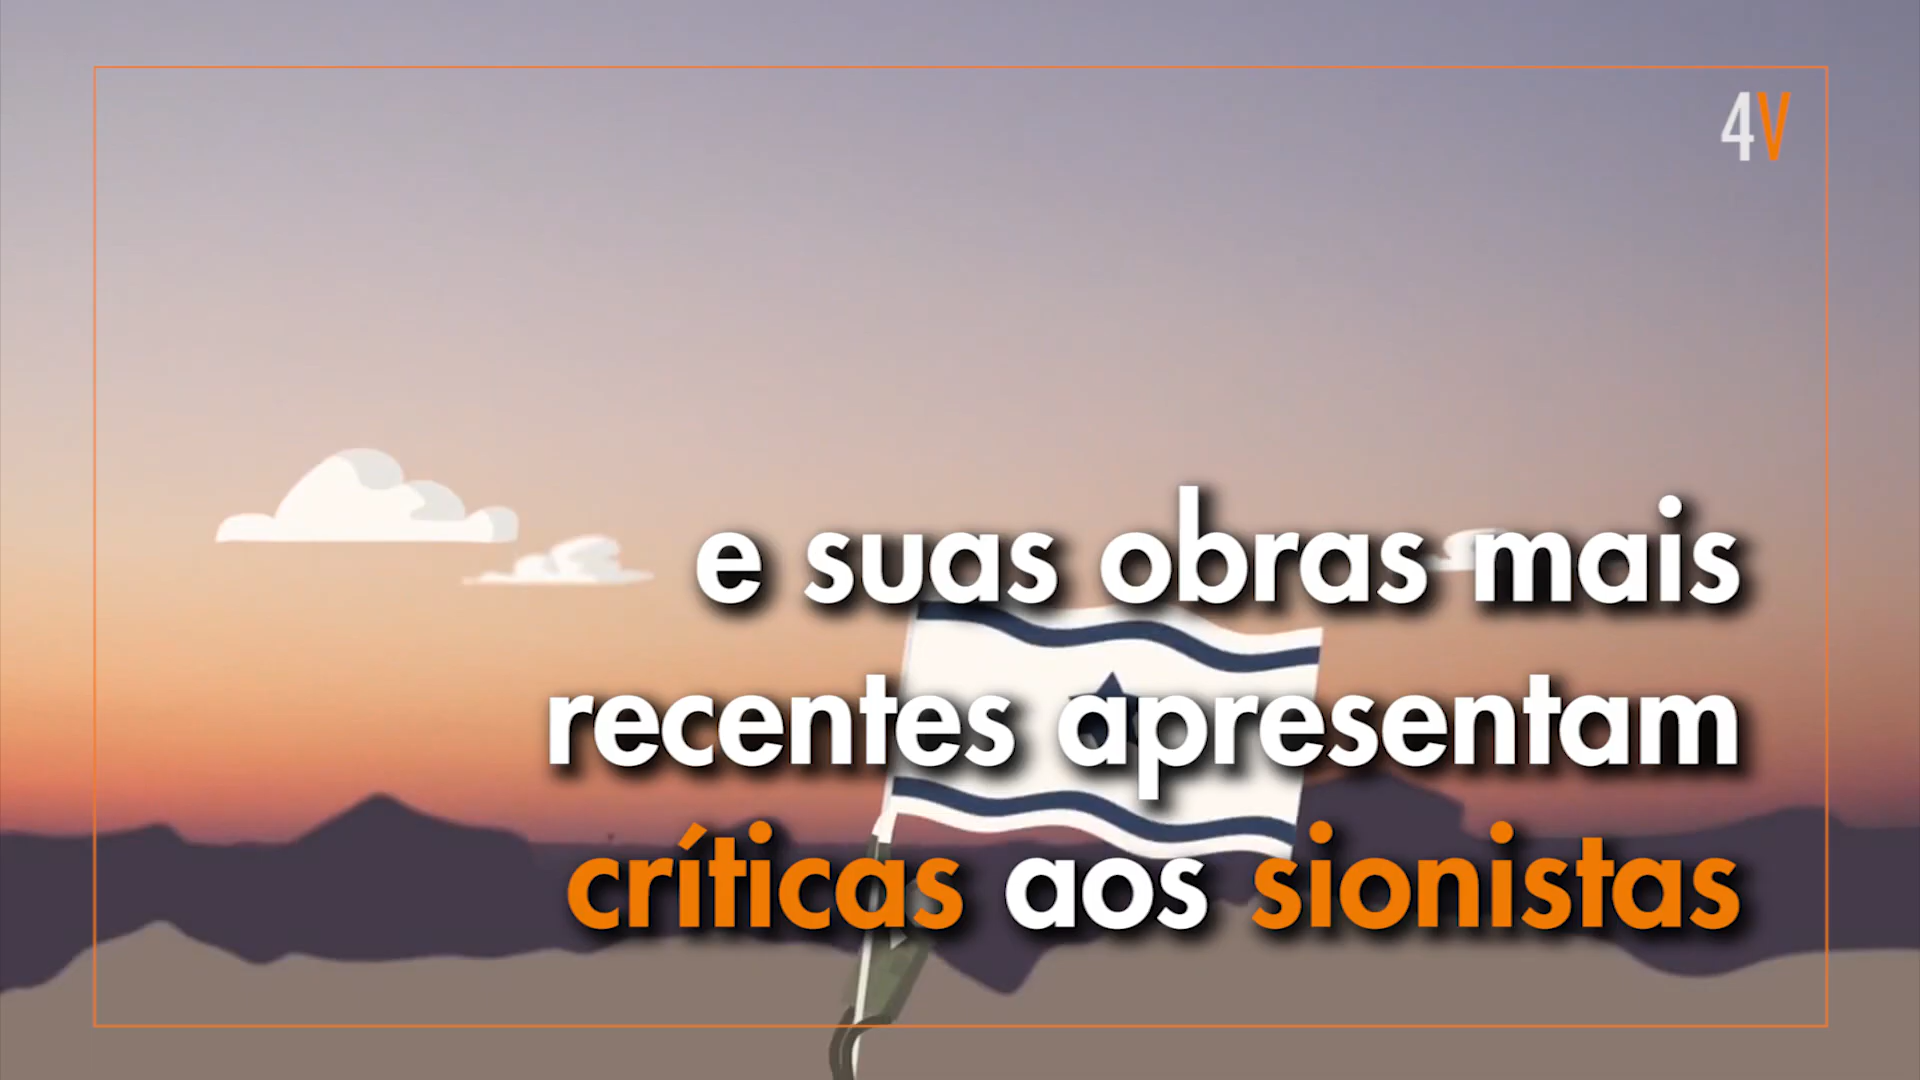 4V
e suas obras mais
recentes apresentam
críticas aos sionistas